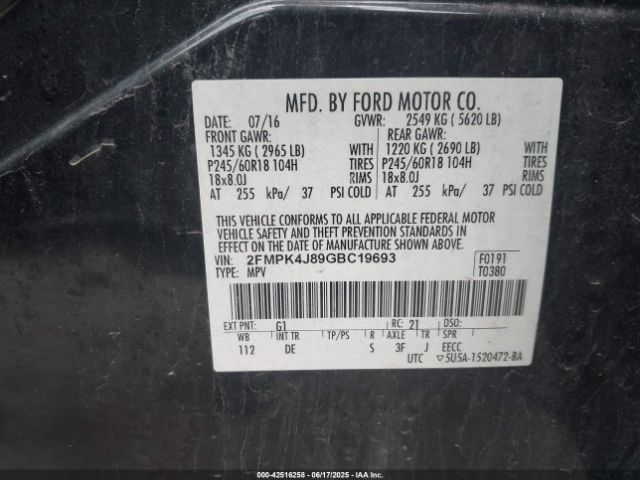 MFD. BY FORD MOTOR CO.
DATE: 07/16 GVWR: 2549 KG ( 5620 LB)
FRONT GAWR: REAR GAWR:
1345 KG ( 2965 LB) WITH 1220 KG ( 2690 LB) WITH
P245/60R18 104H TIRES P245/60R18 104H TIRES
18x8.0J RIMS 18x8.0J RIMS
AT 255 kPa/ 37 PSI COLD AT 255 kPa/ 37 PSI COLD
THIS VEHICLE CONFORMS TO ALL APPLICABLE FEDERAL MOTOR
VEHICLE SAFETY AND THEFT PREVENTION STANDARDS
IN EFFECT ON THE DATE OF MANUFACTURE SHOWN ABOVE.
VIN: 2FMPK4J89GBC19693 F0191
TYPE: MPV T0380
EXT PNT: G1 RC: 21 DSO:
WB INT TR TP/PS R AXLE TR SPR
112 DE S 3F J EECC
UTC ▽5U5A-1520472-BA
000-42516258 - 06/17/2025 - IAAI.COM